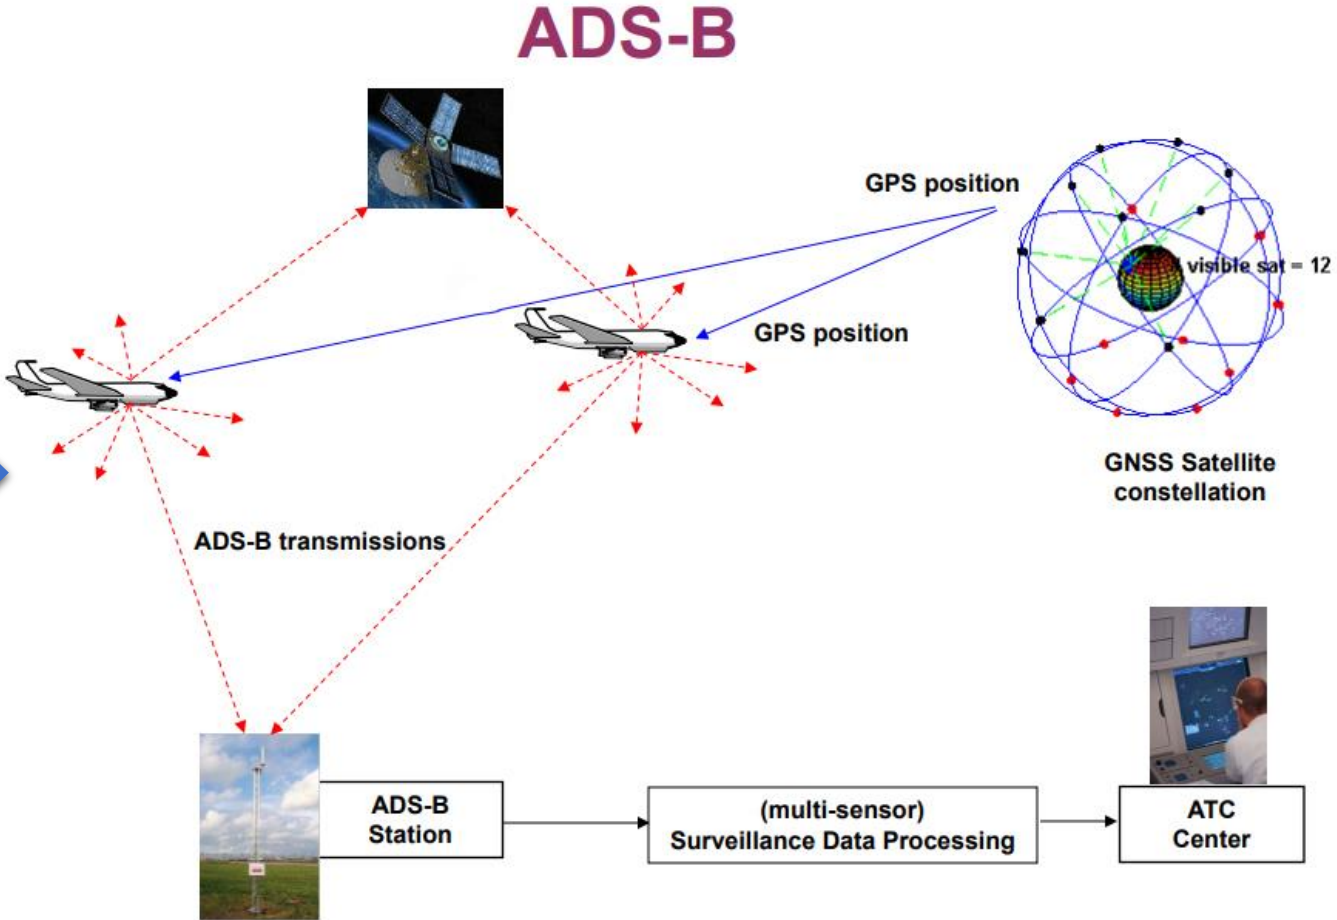 ADS-B
GPS position
visible sat = 12
GPS position
GNSS Satellite
constellation
ADS-B transmissions
ADS-B
Station
(multi-sensor)
Surveillance Data Processing
ATC
Center